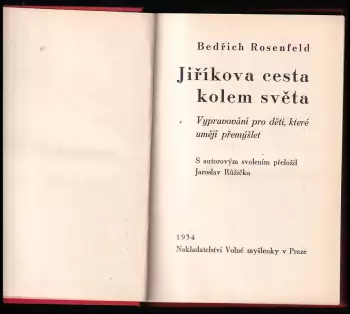 Bedřich Rosenfeld
Jiříkova cesta
kolem světa
Vypravování pro děti, které
umějí přemýšlet
S autorovým svolením přeložil
Jaroslav Růžička
1934
Nakladatelství Volné myšlenky v Praze